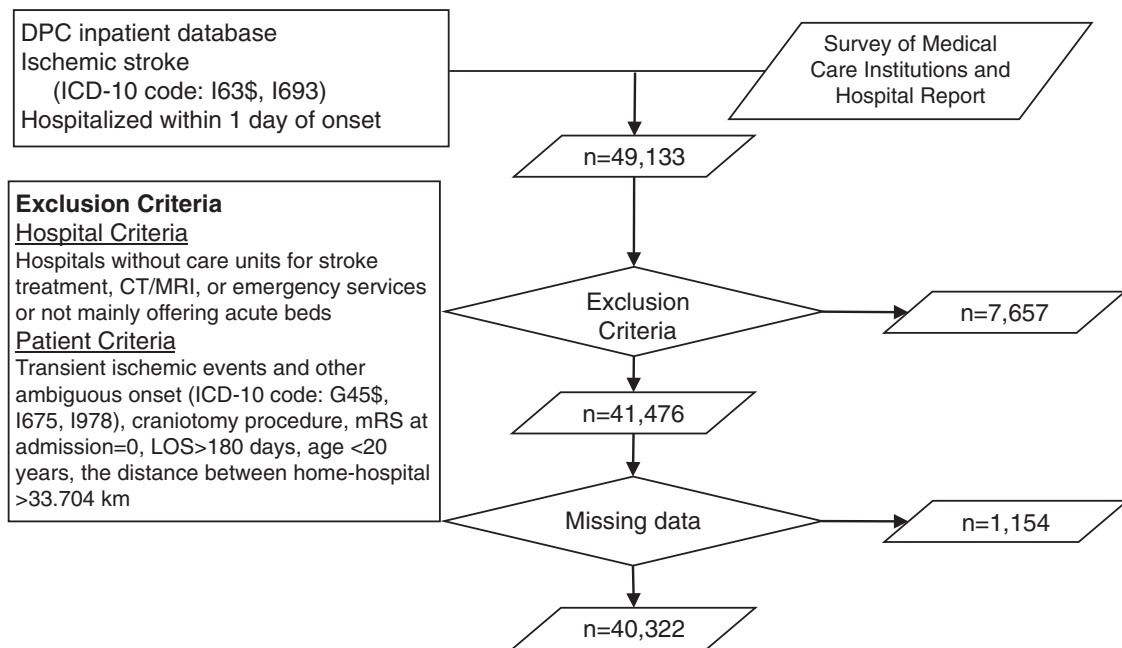 DPC inpatient database
Ischemic stroke
(ICD-10 code: I63$, I693)
Hospitalized within 1 day of onset
Survey of Medical
Care Institutions and
Hospital Report
n=49,133
Exclusion Criteria
Hospital Criteria
Hospitals without care units for stroke
treatment, CT/MRI, or emergency services
or not mainly offering acute beds
Patient Criteria
Transient ischemic events and other
ambiguous onset (ICD-10 code: G45$,
I675, I978), craniotomy procedure, mRS at
admission=0, LOS>180 days, age <20
years, the distance between home-hospital
>33.704 km
Exclusion
Criteria
n=7,657
n=41,476
Missing data
n=1,154
n=40,322